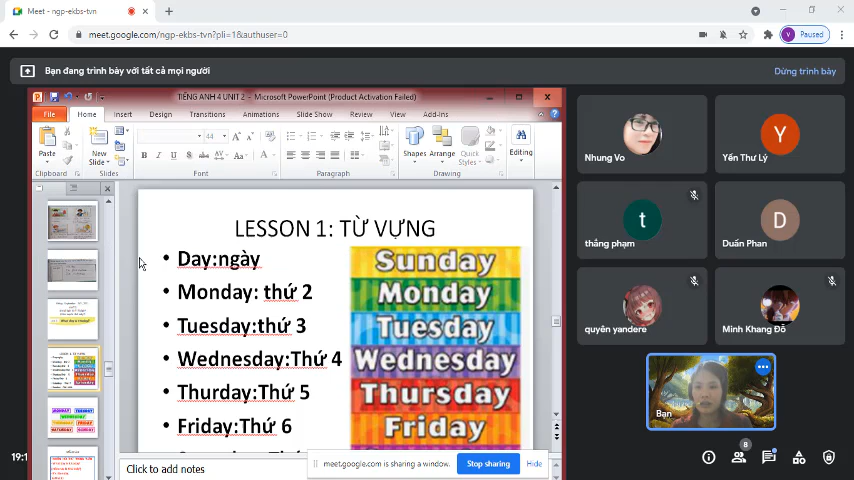 Meet - ngp-ekbs-tvn
meet.google.com/ngp-ekbs-tvn?pli=1&authuser=0
Paused
Bạn đang trình bày với tất cả mọi người
Dừng trình bày
TIẾNG ANH 4 UNIT 2 - Microsoft PowerPoint (Product Activation Failed)
File Home Insert Design Transitions Animations Slide Show Review View Add-Ins
Paste New Slide 44 Shapes Arrange Quick Styles Editing
Clipboard Slides Font Paragraph Drawing
LESSON 1: TỪ VỰNG
Day:ngày
Monday: thứ 2
Tuesday:thứ 3
Wednesday:Thứ 4
Thurday:Thứ 5
Friday:Thứ 6
Sunday
Monday
Tuesday
Wednesday
Thursday
Friday
Click to add notes
meet.google.com is sharing a window.
Stop sharing
Hide
Nhung Vo
Y
Yến Thư Lý
t
thắng phạm
D
Duẩn Phan
quyên yandere
Minh Khang Đỗ
Bạn
8
19:1